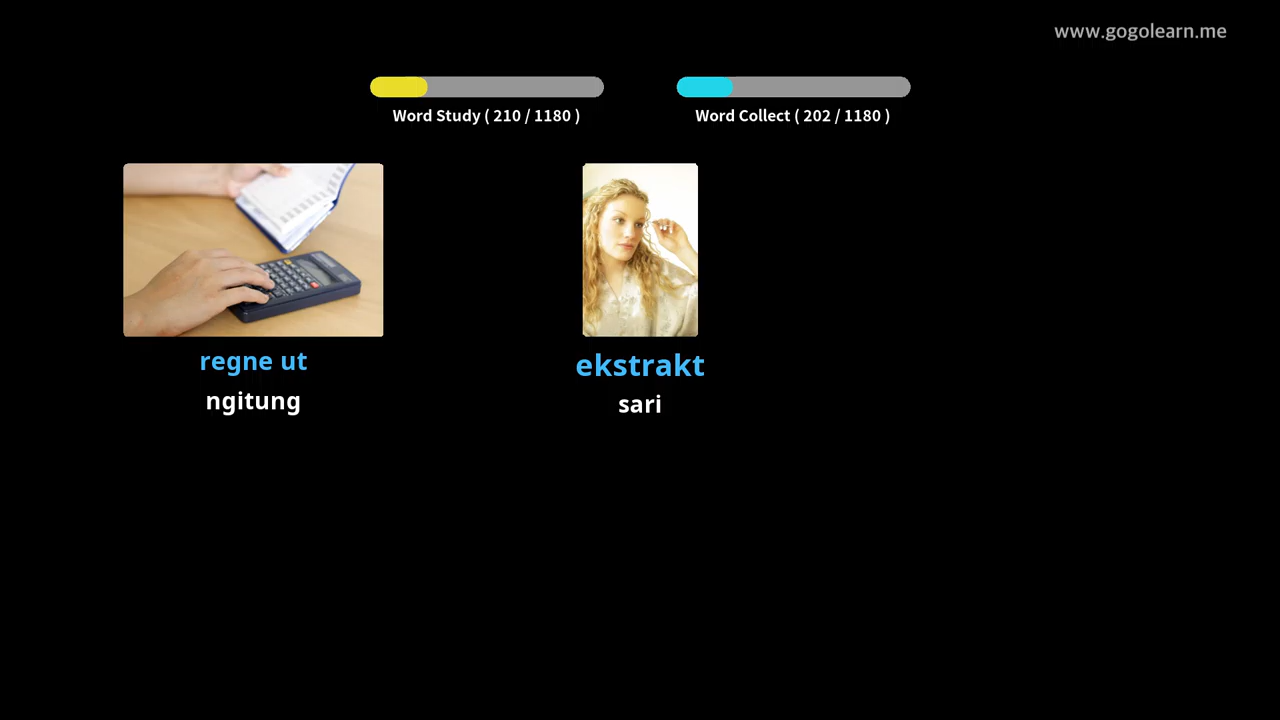 www.gogolearn.me
Word Study ( 210 / 1180 )
Word Collect ( 202 / 1180 )
regne ut
ngitung
ekstrakt
sari